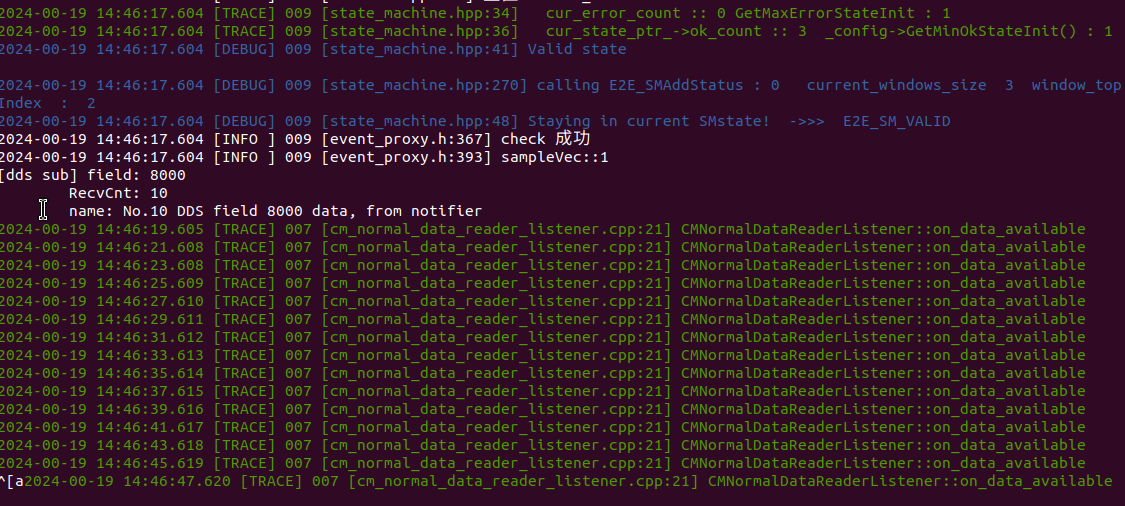 2024-00-19 14:46:17.604 [TRACE] 009 [state_machine.hpp:34]   cur_error_count :: 0 GetMaxErrorStateInit : 1
2024-00-19 14:46:17.604 [TRACE] 009 [state_machine.hpp:36]   cur_state_ptr_->ok_count :: 3  _config->GetMinOkStateInit() : 1
2024-00-19 14:46:17.604 [DEBUG] 009 [state_machine.hpp:41] Valid state
2024-00-19 14:46:17.604 [DEBUG] 009 [state_machine.hpp:270] calling E2E_SMAddStatus : 0   current_windows_size  3  window_top
Index  :  2
2024-00-19 14:46:17.604 [DEBUG] 009 [state_machine.hpp:48] Staying in current SMstate!  ->>>  E2E_SM_VALID
2024-00-19 14:46:17.604 [INFO ] 009 [event_proxy.h:367] check 成功
2024-00-19 14:46:17.604 [INFO ] 009 [event_proxy.h:393] sampleVec::1
[dds sub] field: 8000
RecvCnt: 10
name: No.10 DDS field 8000 data, from notifier
2024-00-19 14:46:19.605 [TRACE] 007 [cm_normal_data_reader_listener.cpp:21] CMNormalDataReaderListener::on_data_available
2024-00-19 14:46:21.608 [TRACE] 007 [cm_normal_data_reader_listener.cpp:21] CMNormalDataReaderListener::on_data_available
2024-00-19 14:46:23.608 [TRACE] 007 [cm_normal_data_reader_listener.cpp:21] CMNormalDataReaderListener::on_data_available
2024-00-19 14:46:25.609 [TRACE] 007 [cm_normal_data_reader_listener.cpp:21] CMNormalDataReaderListener::on_data_available
2024-00-19 14:46:27.610 [TRACE] 007 [cm_normal_data_reader_listener.cpp:21] CMNormalDataReaderListener::on_data_available
2024-00-19 14:46:29.611 [TRACE] 007 [cm_normal_data_reader_listener.cpp:21] CMNormalDataReaderListener::on_data_available
2024-00-19 14:46:31.612 [TRACE] 007 [cm_normal_data_reader_listener.cpp:21] CMNormalDataReaderListener::on_data_available
2024-00-19 14:46:33.613 [TRACE] 007 [cm_normal_data_reader_listener.cpp:21] CMNormalDataReaderListener::on_data_available
2024-00-19 14:46:35.614 [TRACE] 007 [cm_normal_data_reader_listener.cpp:21] CMNormalDataReaderListener::on_data_available
2024-00-19 14:46:37.615 [TRACE] 007 [cm_normal_data_reader_listener.cpp:21] CMNormalDataReaderListener::on_data_available
2024-00-19 14:46:39.616 [TRACE] 007 [cm_normal_data_reader_listener.cpp:21] CMNormalDataReaderListener::on_data_available
2024-00-19 14:46:41.617 [TRACE] 007 [cm_normal_data_reader_listener.cpp:21] CMNormalDataReaderListener::on_data_available
2024-00-19 14:46:43.618 [TRACE] 007 [cm_normal_data_reader_listener.cpp:21] CMNormalDataReaderListener::on_data_available
2024-00-19 14:46:45.619 [TRACE] 007 [cm_normal_data_reader_listener.cpp:21] CMNormalDataReaderListener::on_data_available
^[a2024-00-19 14:46:47.620 [TRACE] 007 [cm_normal_data_reader_listener.cpp:21] CMNormalDataReaderListener::on_data_available